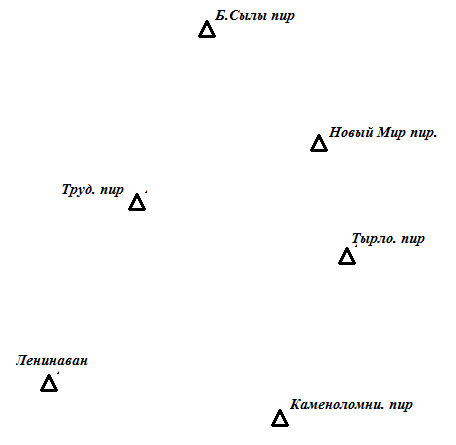 Б.Сылы пир
Новый Мир пир.
Труд. пир
Тырло. пир
Ленинаван
Каменоломни. пир